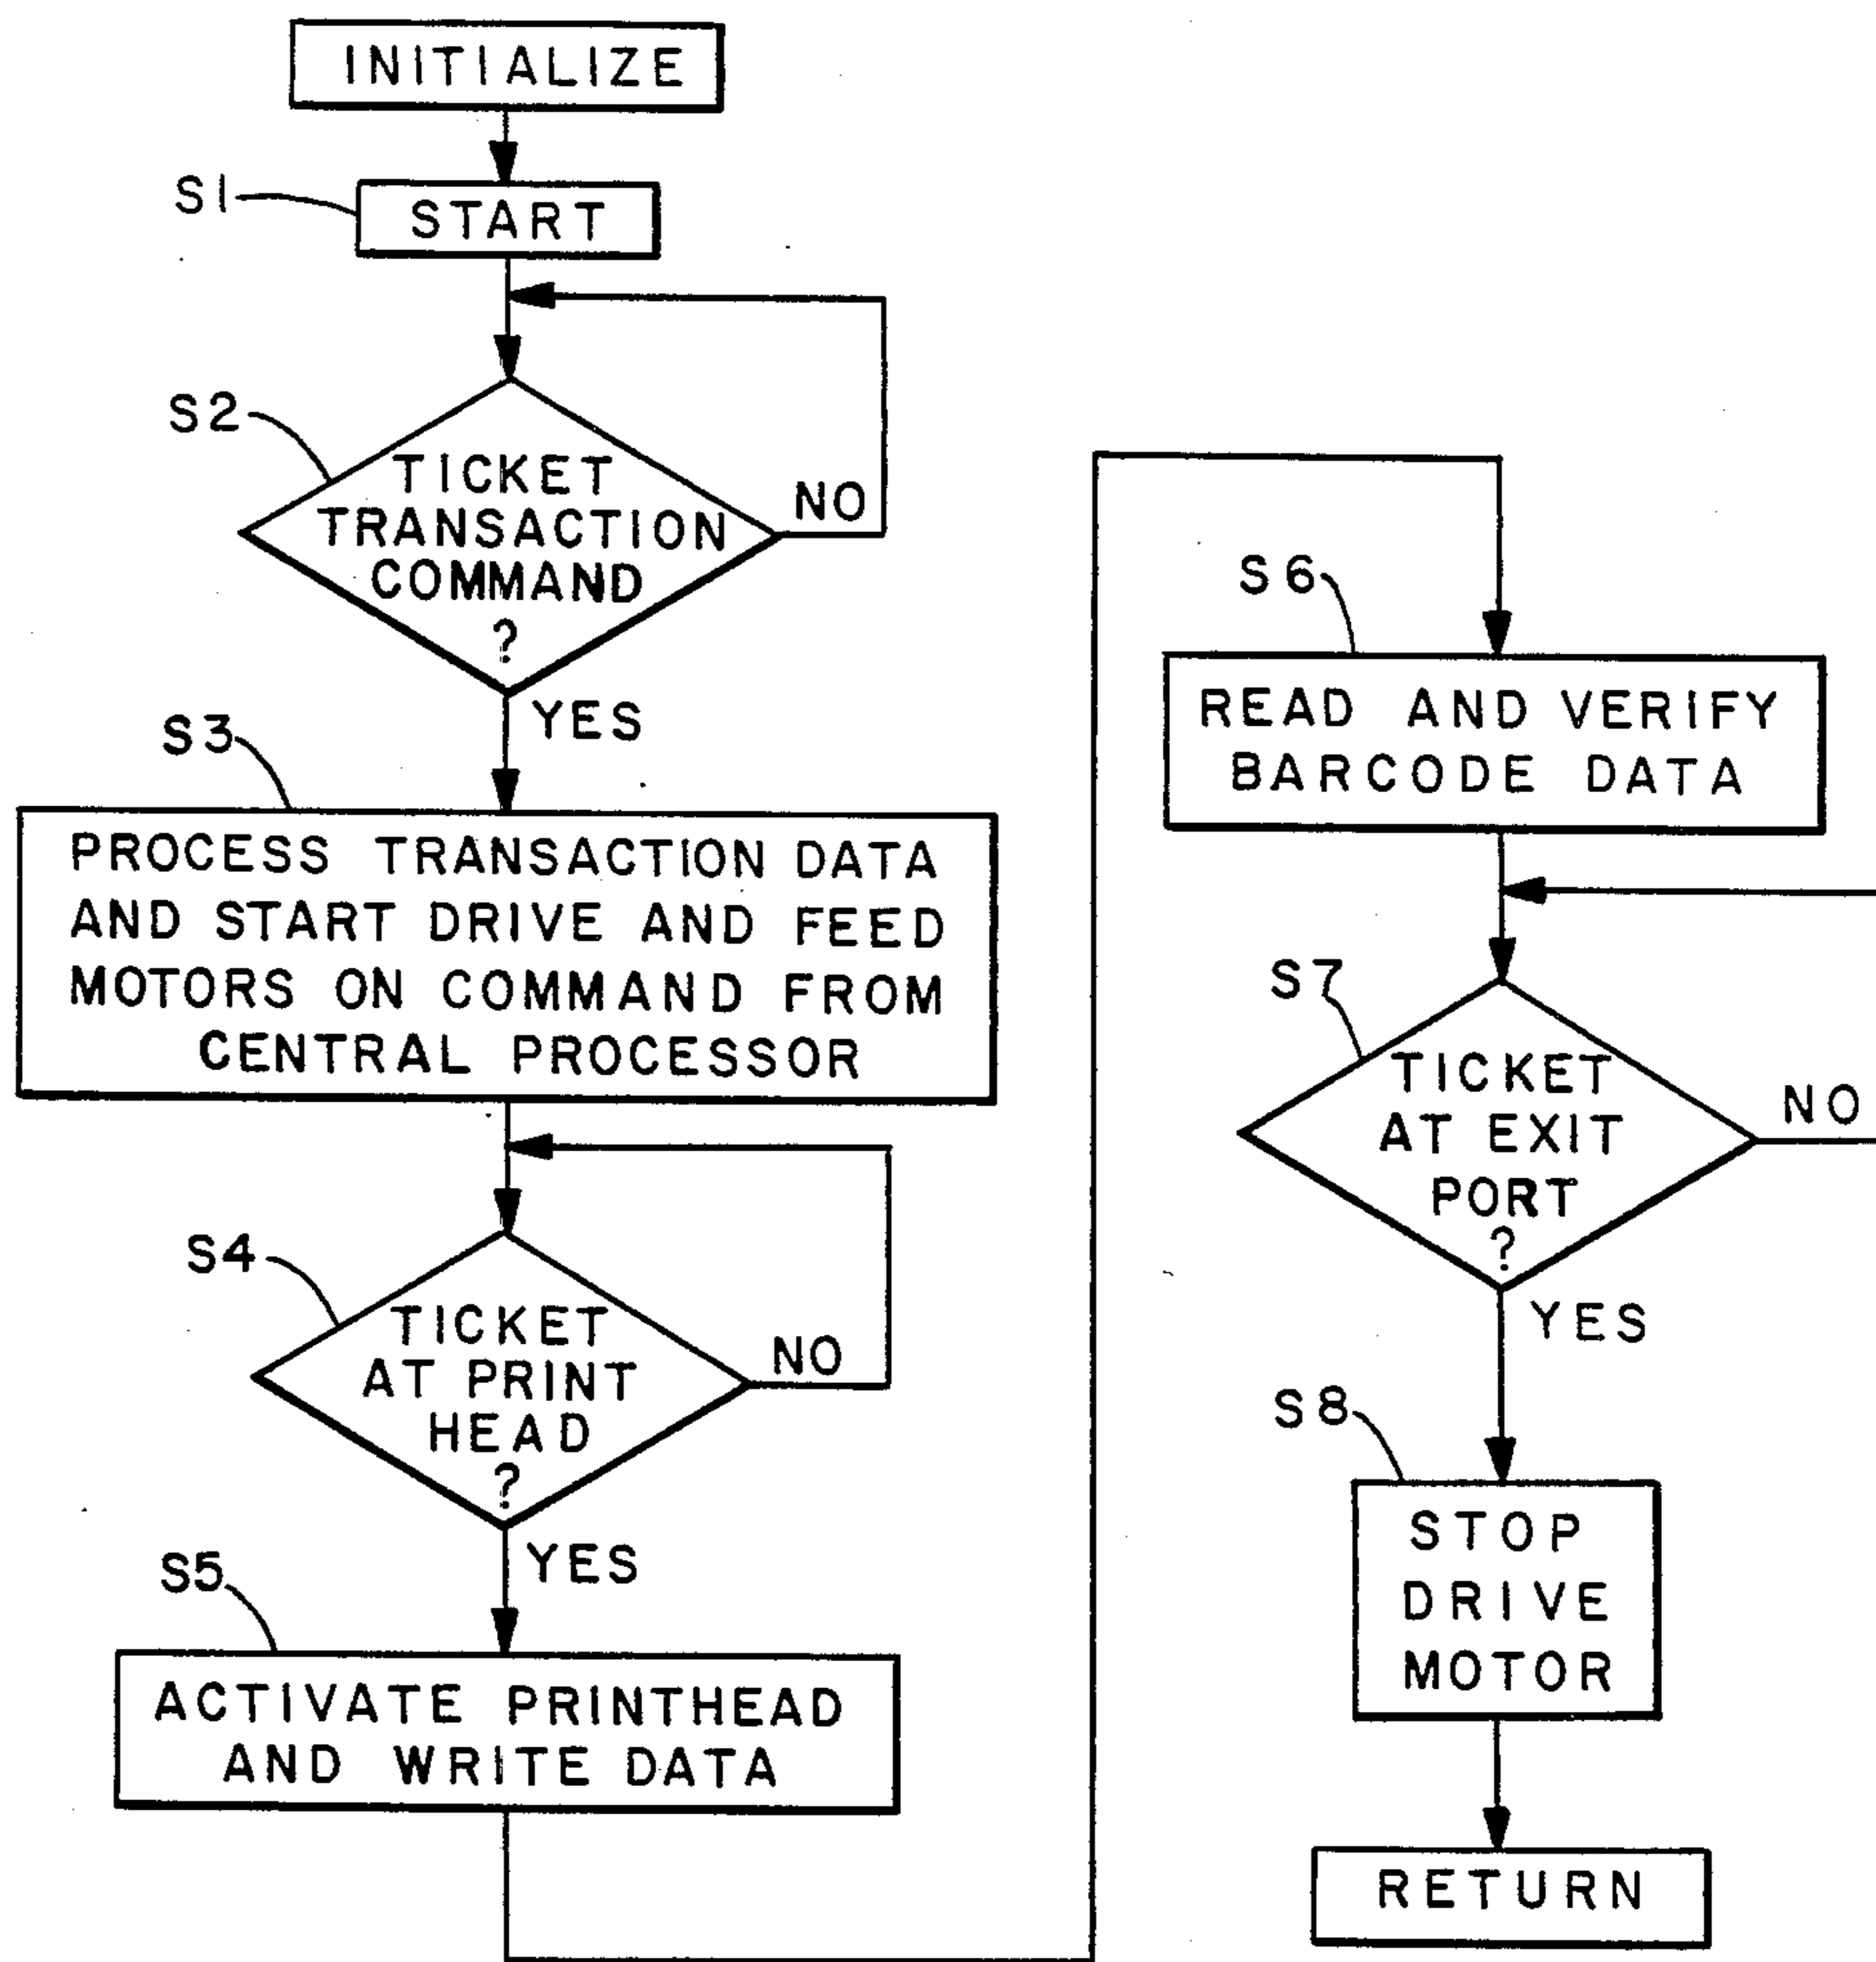 INITIALIZE
S1
START
S2
TICKET
TRANSACTION
COMMAND
?
NO
YES
S3
PROCESS TRANSACTION DATA
AND START DRIVE AND FEED
MOTORS ON COMMAND FROM
CENTRAL PROCESSOR
S4
TICKET
AT PRINT
HEAD
?
NO
YES
S5
ACTIVATE PRINTHEAD
AND WRITE DATA
S6
READ AND VERIFY
BARCODE DATA
S7
TICKET
AT EXIT
PORT
?
NO
YES
S8
STOP
DRIVE
MOTOR
RETURN